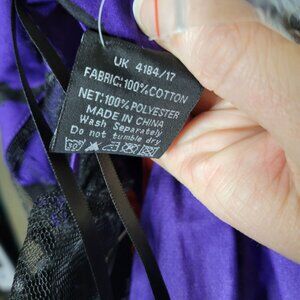 UK 4184/17
FABRIC:100%COTTON
NET:100%POLYESTER
MADE IN CHINA
Wash Separately
Do not tumble dry